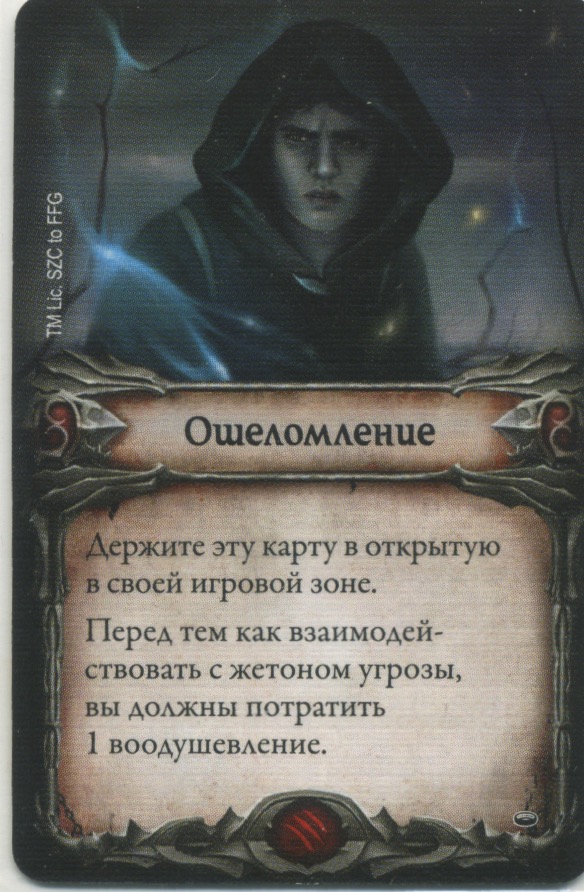 TM Lic. SZC to FFG
Ошеломление
Держите эту карту в открытую
в своей игровой зоне.
Перед тем как взаимодей-
ствовать с жетоном угрозы,
вы должны потратить
1 воодушевление.